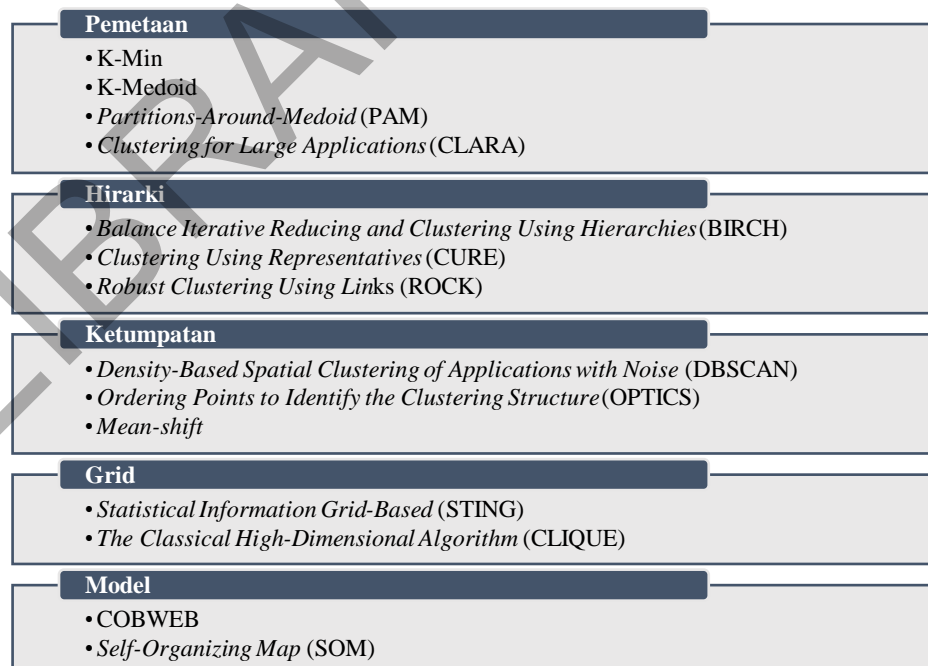 Pemetaan
• K-Min
• K-Medoid
• Partitions-Around-Medoid (PAM)
• Clustering for Large Applications (CLARA)
Hirarki
• Balance Iterative Reducing and Clustering Using Hierarchies (BIRCH)
• Clustering Using Representatives (CURE)
• Robust Clustering Using Links (ROCK)
Ketumpatan
• Density-Based Spatial Clustering of Applications with Noise (DBSCAN)
• Ordering Points to Identify the Clustering Structure (OPTICS)
• Mean-shift
Grid
• Statistical Information Grid-Based (STING)
• The Classical High-Dimensional Algorithm (CLIQUE)
Model
• COBWEB
• Self-Organizing Map (SOM)